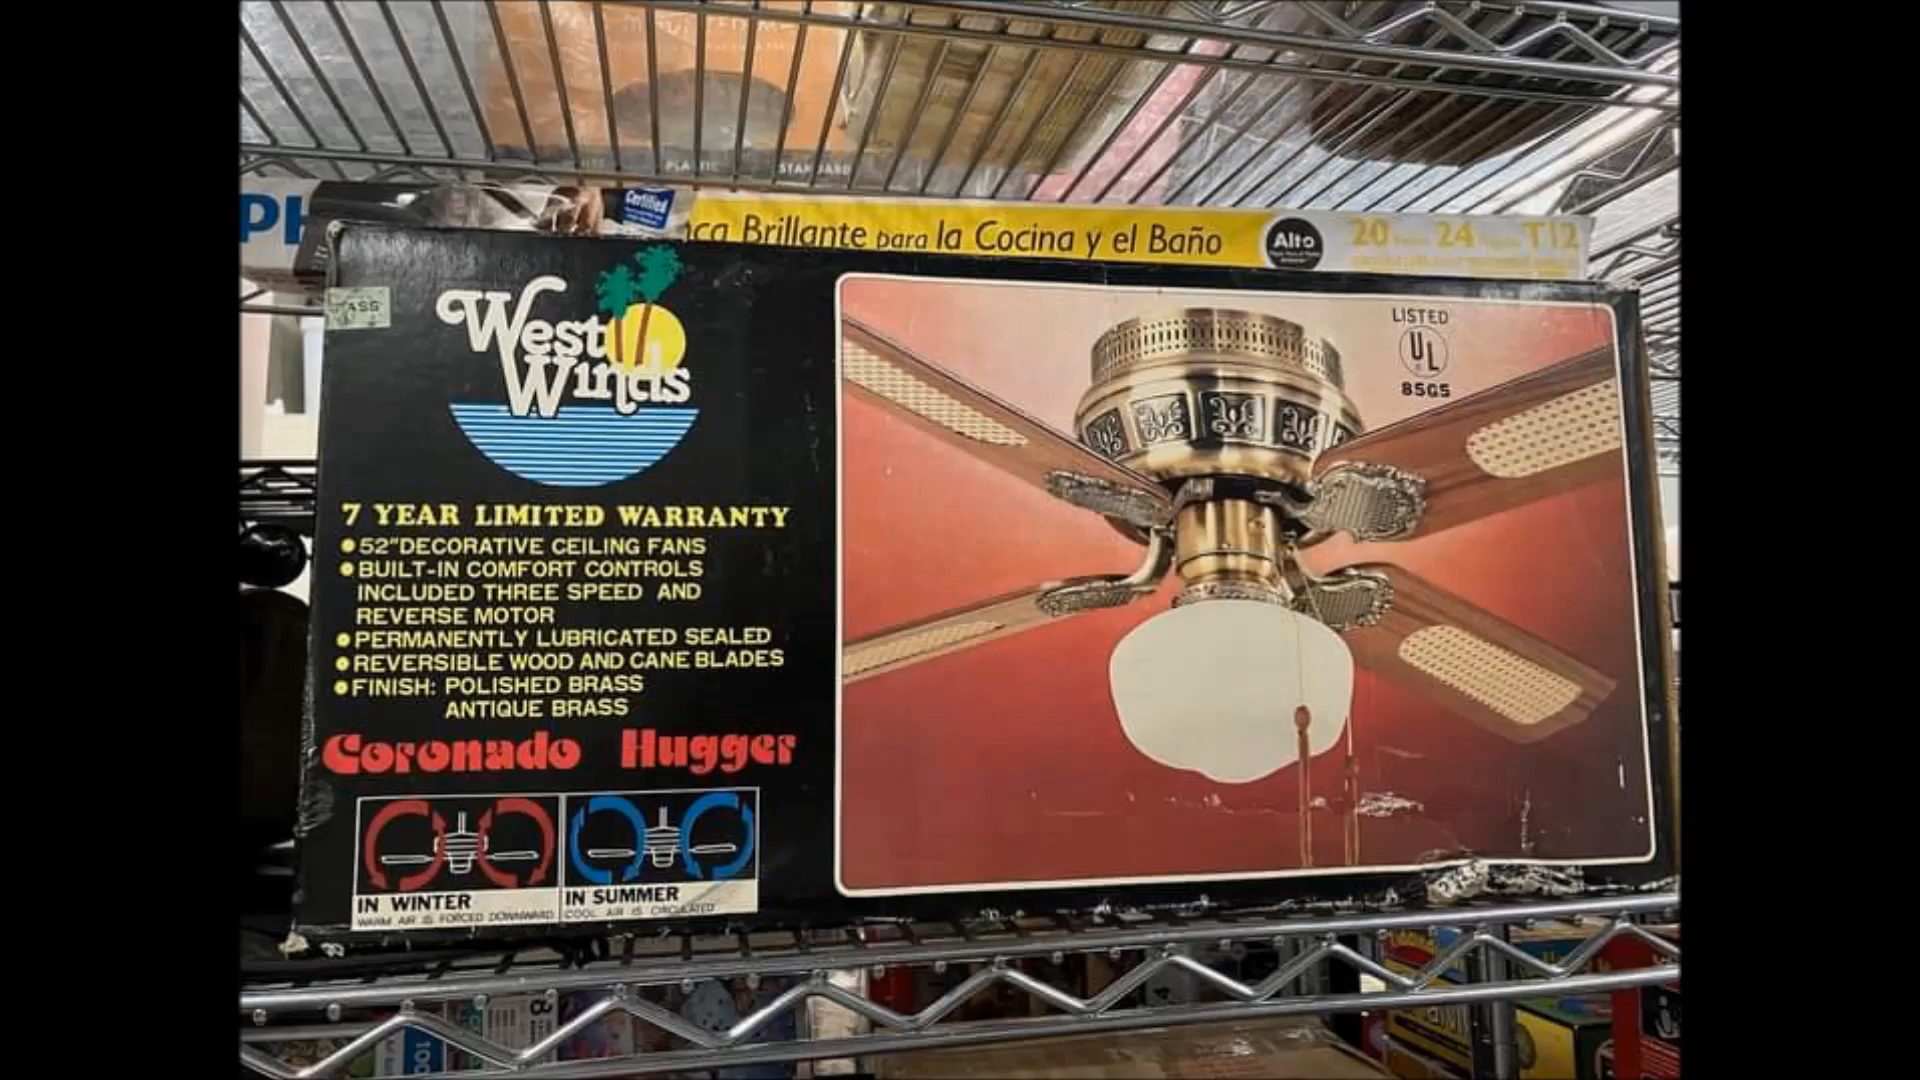 PLASTIC STANDARD
PH
Certified
nca Brillante para la Cocina y el Baño
Alto
20 24 T12
West
Winds
LISTED
UL
85G5
7 YEAR LIMITED WARRANTY
52"DECORATIVE CEILING FANS
BUILT-IN COMFORT CONTROLS
INCLUDED THREE SPEED AND
REVERSE MOTOR
PERMANENTLY LUBRICATED SEALED
REVERSIBLE WOOD AND CANE BLADES
FINISH: POLISHED BRASS
ANTIQUE BRASS
Coronado Hugger
IN WINTER
WARM AIR IS FORCED DOWNWARD
IN SUMMER
COOL AIR IS CIRCULATED